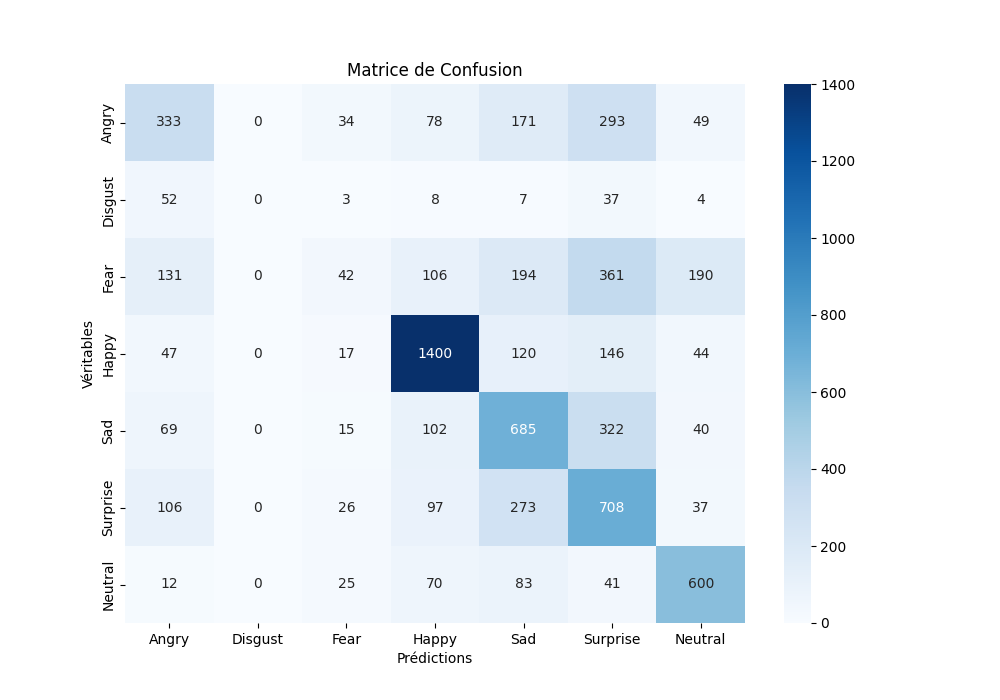 Matrice de Confusion
Véritables
Angry 333 0 34 78 171 293 49
Disgust 52 0 3 8 7 37 4
Fear 131 0 42 106 194 361 190
Happy 47 0 17 1400 120 146 44
Sad 69 0 15 102 685 322 40
Surprise 106 0 26 97 273 708 37
Neutral 12 0 25 70 83 41 600
Angry Disgust Fear Happy Sad Surprise Neutral
Prédictions
1400
1200
1000
800
600
400
200
0